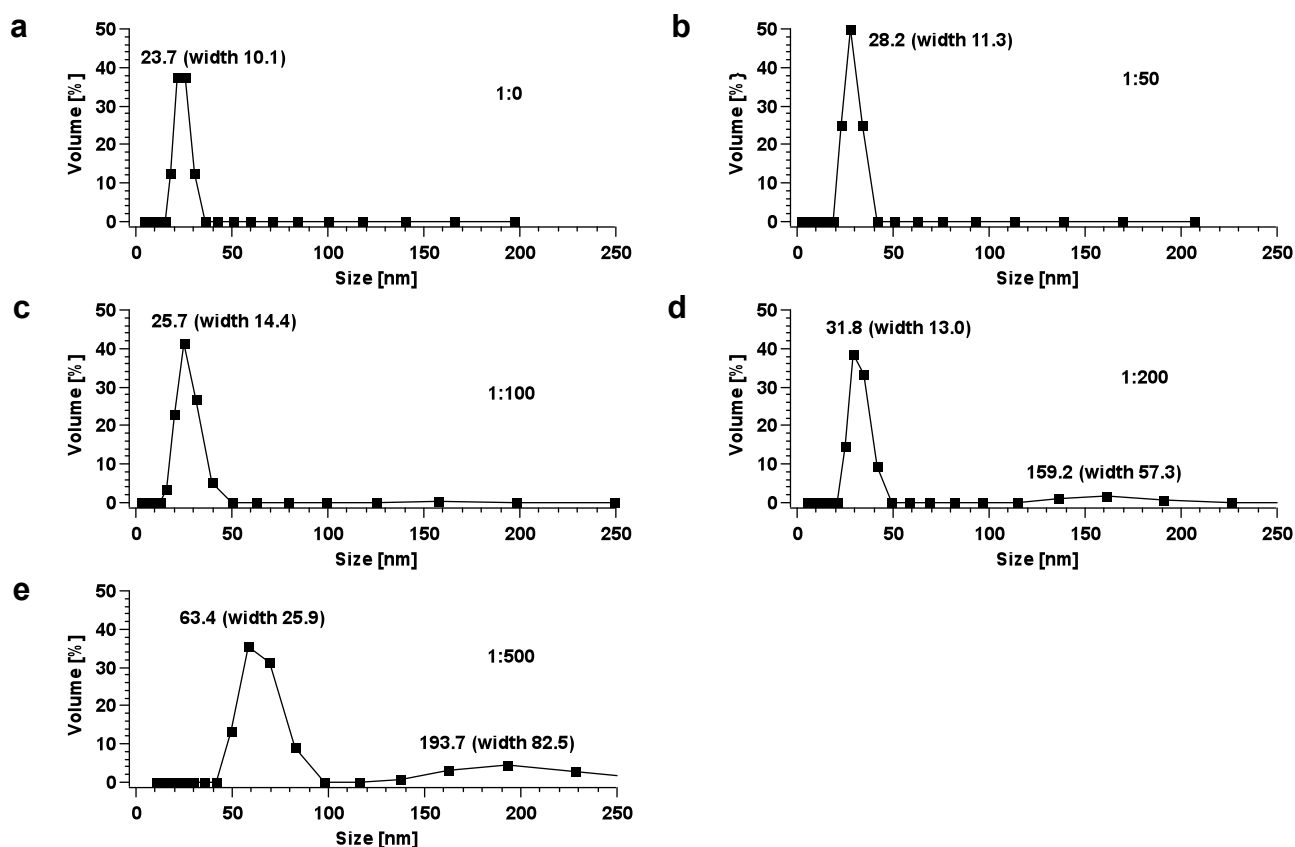 a
50
40
30
20
10
0
Volume [%]
23.7 (width 10.1)
1:0
0 50 100 150 200 250
Size [nm]
b
50
40
30
20
10
0
Volume [%}
28.2 (width 11.3)
1:50
0 50 100 150 200 250
Size [nm]
c
50
40
30
20
10
0
Volume [%]
25.7 (width 14.4)
1:100
0 50 100 150 200 250
Size [nm]
d
50
40
30
20
10
0
Volume [%]
31.8 (width 13.0)
1:200
159.2 (width 57.3)
0 50 100 150 200 250
Size [nm]
e
50
40
30
20
10
0
Volume [%]
63.4 (width 25.9)
1:500
193.7 (width 82.5)
0 50 100 150 200 250
Size [nm]